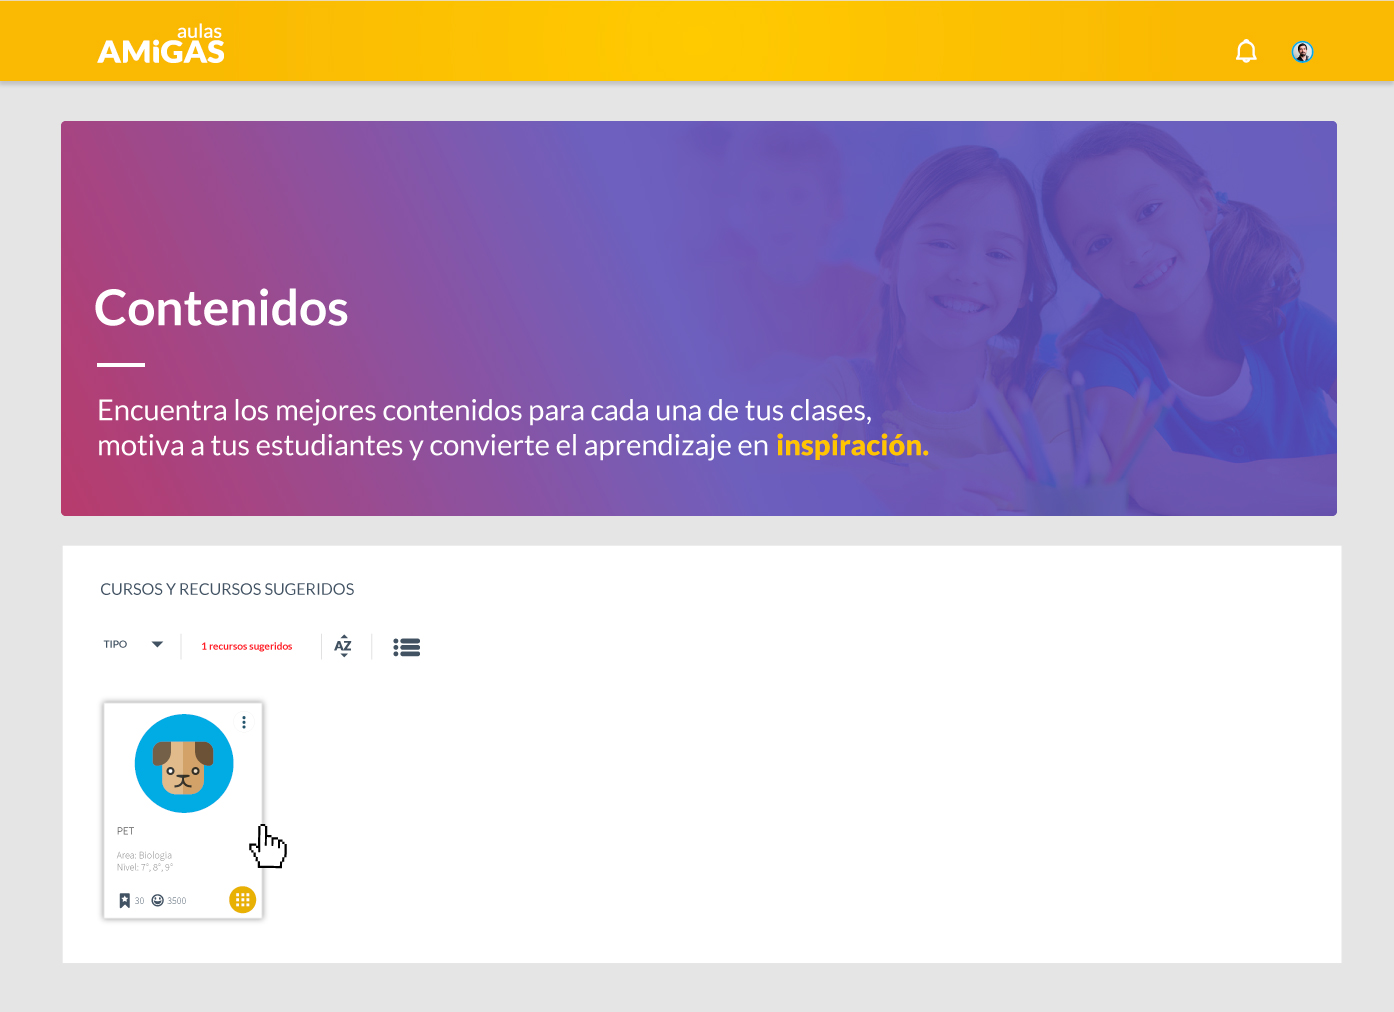 aulas
AMiGAS
Contenidos
Encuentra los mejores contenidos para cada una de tus clases,
motiva a tus estudiantes y convierte el aprendizaje en inspiración.
CURSOS Y RECURSOS SUGERIDOS
TIPO
1 recursos sugeridos
AZ
PET
Area: Biologia
Nivel: 7°, 8°, 9°
30
3500